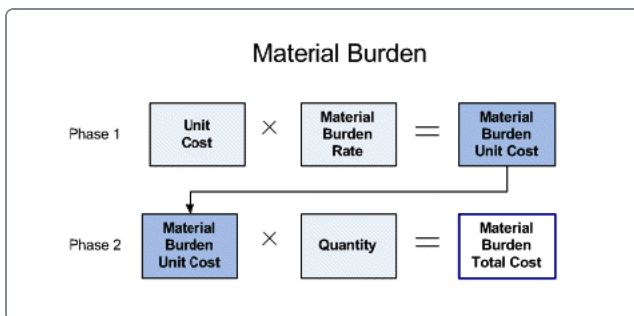 Material Burden
Phase 1
Unit
Cost
×
Material
Burden
Rate
=
Material
Burden
Unit Cost
Phase 2
Material
Burden
Unit Cost
×
Quantity
=
Material
Burden
Total Cost